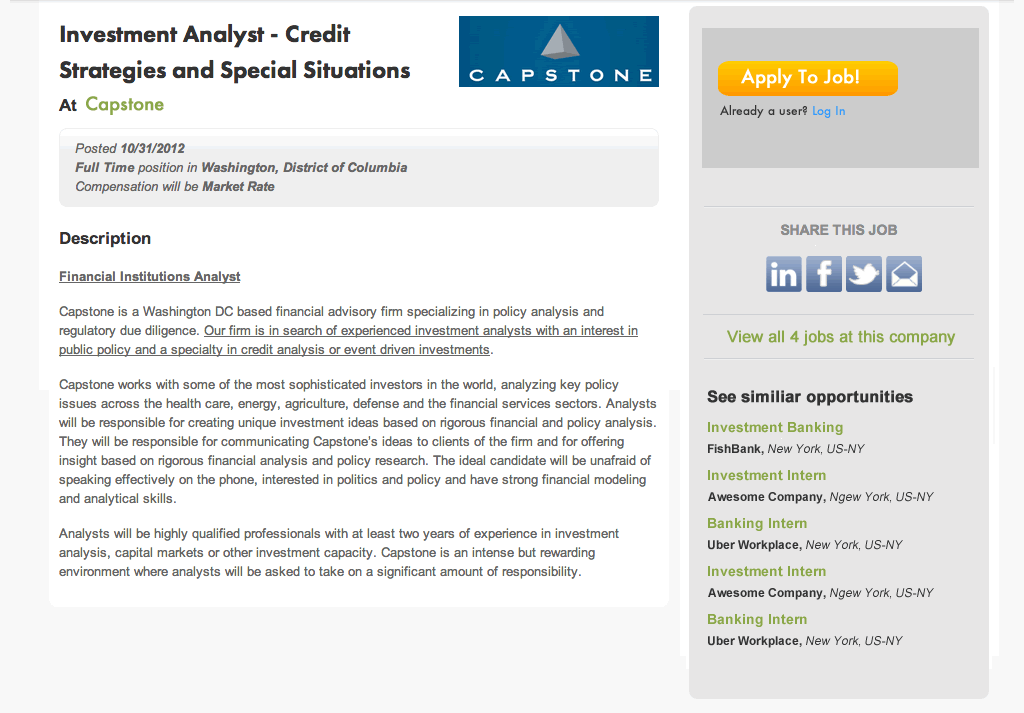 Investment Analyst - Credit
Strategies and Special Situations
At Capstone
CAPSTONE
Posted 10/31/2012
Full Time position in Washington, District of Columbia
Compensation will be Market Rate
Description
Financial Institutions Analyst
Capstone is a Washington DC based financial advisory firm specializing in policy analysis and
regulatory due diligence. Our firm is in search of experienced investment analysts with an interest in
public policy and a specialty in credit analysis or event driven investments.
Capstone works with some of the most sophisticated investors in the world, analyzing key policy
issues across the health care, energy, agriculture, defense and the financial services sectors. Analysts
will be responsible for creating unique investment ideas based on rigorous financial and policy analysis.
They will be responsible for communicating Capstone's ideas to clients of the firm and for offering
insight based on rigorous financial analysis and policy research. The ideal candidate will be unafraid of
speaking effectively on the phone, interested in politics and policy and have strong financial modeling
and analytical skills.
Analysts will be highly qualified professionals with at least two years of experience in investment
analysis, capital markets or other investment capacity. Capstone is an intense but rewarding
environment where analysts will be asked to take on a significant amount of responsibility.
Apply To Job!
Already a user? Log In
SHARE THIS JOB
in f
View all 4 jobs at this company
See similiar opportunities
Investment Banking
FishBank, New York, US-NY
Investment Intern
Awesome Company, Ngew York, US-NY
Banking Intern
Uber Workplace, New York, US-NY
Investment Intern
Awesome Company, Ngew York, US-NY
Banking Intern
Uber Workplace, New York, US-NY